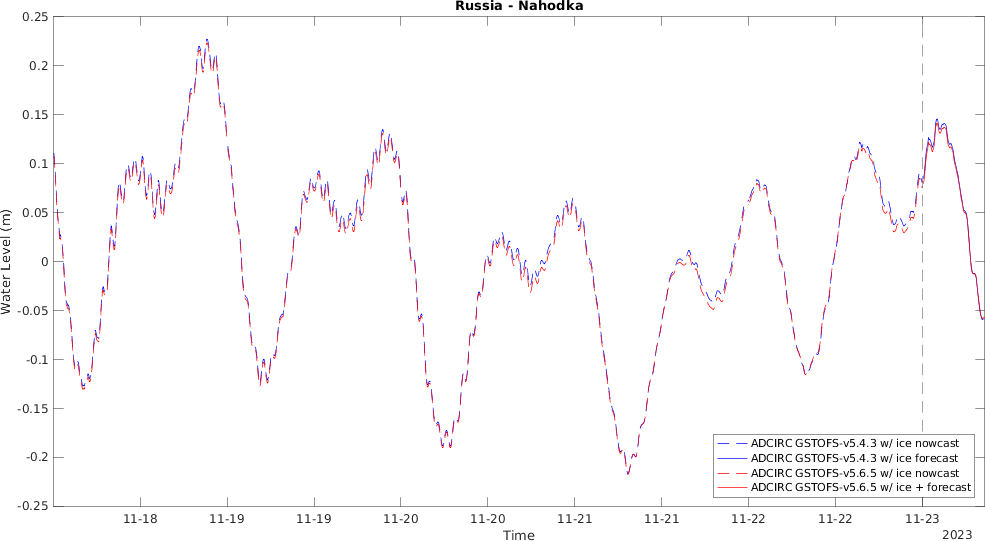 Russia - Nahodka
0.25
0.2
0.15
0.1
0.05
0
-0.05
-0.1
-0.15
-0.2
-0.25
Water Level (m)
ADCIRC GSTOFS-v5.4.3 w/ ice nowcast
ADCIRC GSTOFS-v5.4.3 w/ ice forecast
ADCIRC GSTOFS-v5.6.5 w/ ice nowcast
ADCIRC GSTOFS-v5.6.5 w/ ice + forecast
11-18 11-19 11-19 11-20 11-20 11-21 11-21 11-22 11-22 11-23
Time
2023